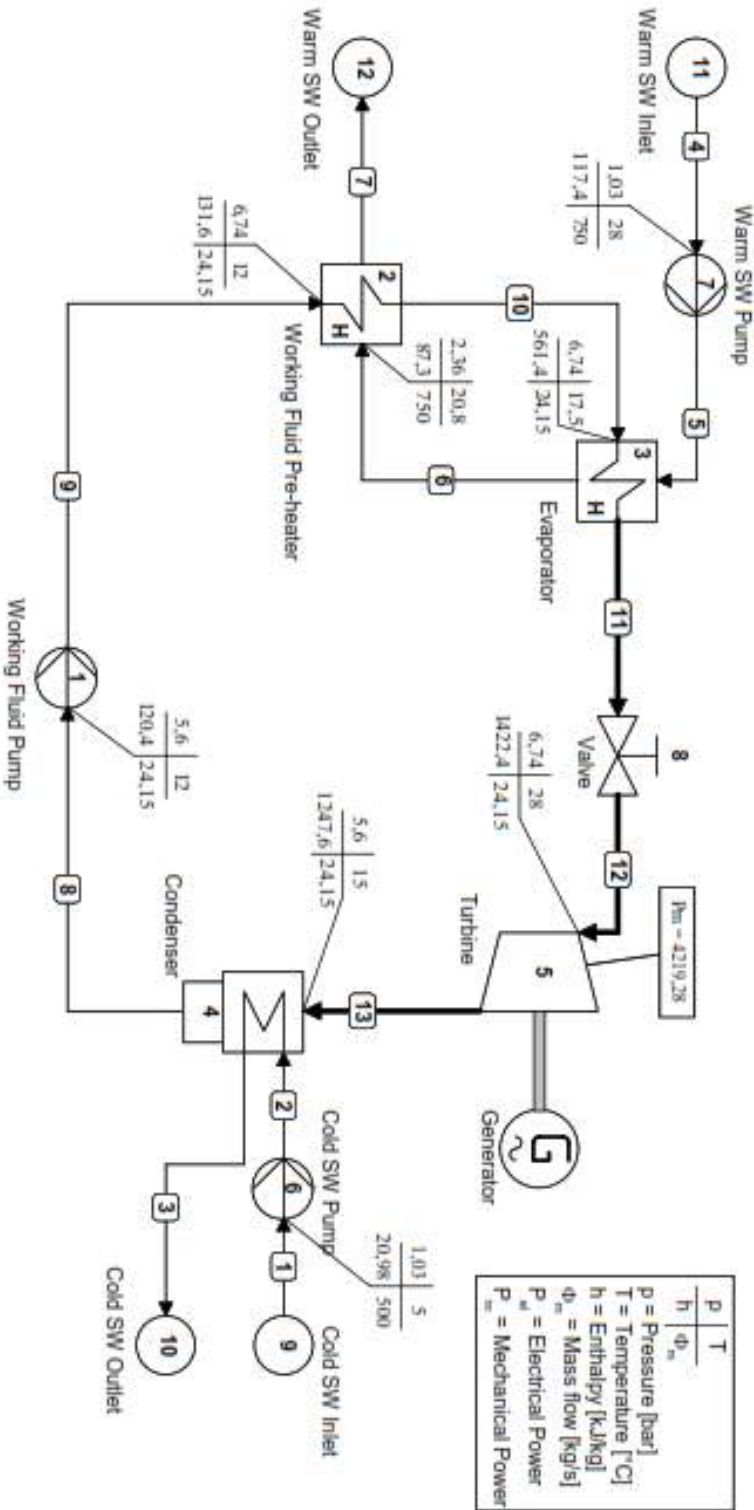 Warm SW Pump
11
4
7
5
Warm SW Inlet
1,03 28
117,4 750
3
H
Evaporator
11
Valve
8
12
6,74 28
1422,4 24,15
Pm = 4219,28
5
Turbine
G
~
Generator
p T
h Φm
p = Pressure [bar]
T = Temperature [°C]
h = Enthalpy [kJ/kg]
Φm = Mass flow [kg/s]
Pel = Electrical Power
Pm = Mechanical Power
6,74 17,5
561,4 24,15
10
6
2,36 20,8
87,3 750
12
7
2
H
Warm SW Outlet
Working Fluid Pre-heater
6,74 12
131,6 24,15
13
5,6 15
1247,6 24,15
1,03 5
20,98 500
Cold SW Pump
Cold SW Inlet
2
6
1
9
4
Condenser
3
10
Cold SW Outlet
5,6 12
120,4 24,15
9
1
8
Working Fluid Pump